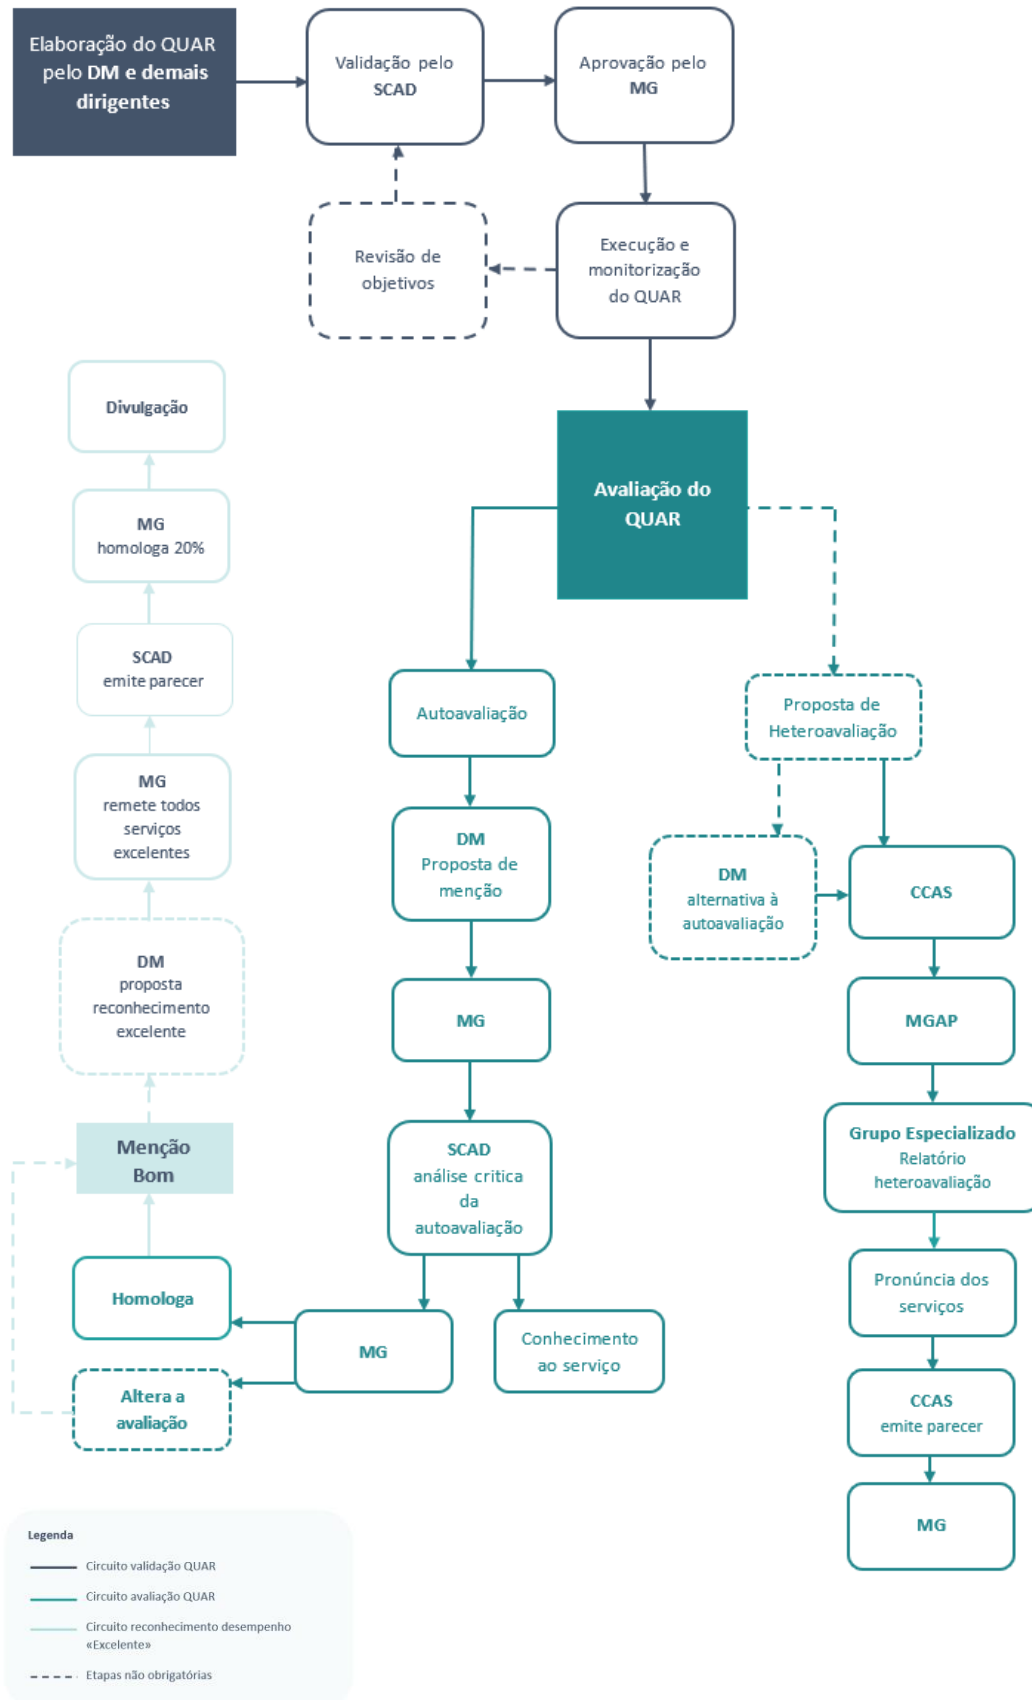 Elaboração do QUAR
pelo DM e demais
dirigentes
Validação pelo
SCAD
Aprovação pelo
MG
Revisão de
objetivos
Execução e
monitorização
do QUAR
Divulgação
MG
homologa 20%
SCAD
emite parecer
MG
remete todos
serviços
excelentes
DM
proposta
reconhecimento
excelente
Menção
Bom
Homologa
Altera a
avaliação
Avaliação do
QUAR
Autoavaliação
DM
Proposta de
menção
MG
SCAD
análise critica
da
autoavaliação
MG
Conhecimento
ao serviço
Proposta de
Heteroavaliação
DM
alternativa à
autoavaliação
CCAS
MGAP
Grupo Especializado
Relatório
heteroavaliação
Pronúncia dos
serviços
CCAS
emite parecer
MG
Legenda
Circuito validação QUAR
Circuito avaliação QUAR
Circuito reconhecimento desempenho
«Excelente»
Etapas não obrigatórias